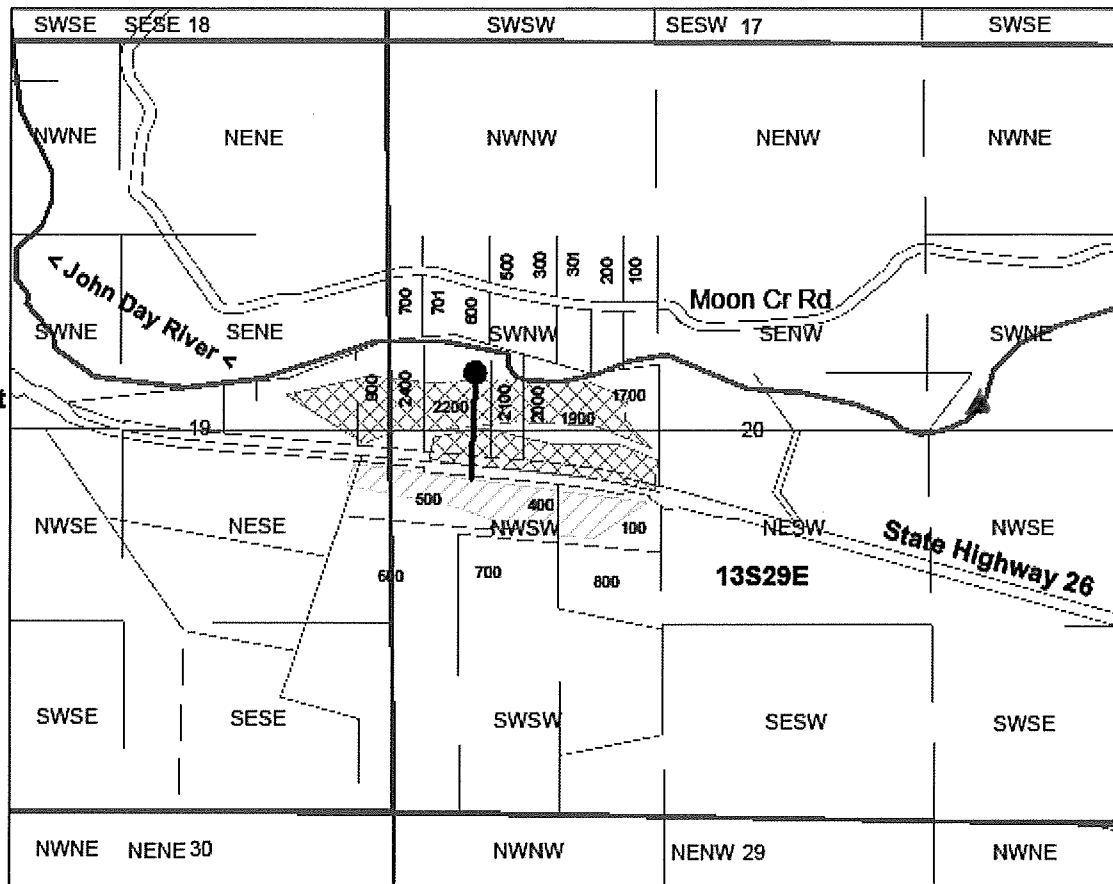 SWSE SESE 18 SWSW SESW 17 SWSE
NWNE NENE NWNW NENW NWNE
500 300 301 200 100
700 701 600
< John Day River <
Moon Cr Rd
SWNE SENE SWNW SENW SWNE
2400 2200 2100 2000 1900 1700
19 20
500 400 100
NWSE NESE NWSW NESW NWSE
State Highway 26
600 700 800 13S29E
SWSE SESE SWSW SESW SWSE
NWNE NENE 30 NWNW NENW 29 NWNE